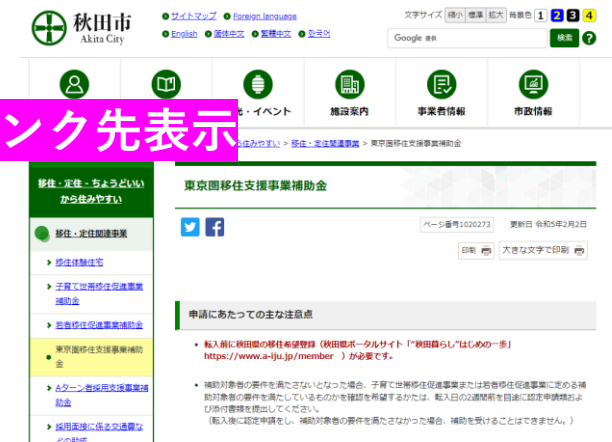 秋田市
Akita City
サイトマップ Foreign language
English 简体中文 繁體中文 한국어
文字サイズ 縮小 標準 拡大 背景色 1 2 3 4
Google 提供 検索 ?
・イベント 施設案内 事業者情報 市政情報
ンク先表示
住みやすい > 移住・定住関連事業 > 東京圏移住支援事業補助金
移住・定住 - ちょうどいい
から住みやすい
移住・定住関連事業
移住体験住宅
子育て世帯移住促進事業
補助金
若者移住促進事業補助金
東京圏移住支援事業補助
金
Aターン者採用支援事業補
助金
採用面接に係る交通費な
どの助成
東京圏移住支援事業補助金
ページ番号1020273 更新日 令和5年2月2日
印刷 大きな文字で印刷
申請にあたっての主な注意点
転入前に秋田県の移住希望登録（秋田県ポータルサイト「"秋田暮らし"はじめの一歩」
https://www.a-iju.jp/member ）が必要です。
補助対象者の要件を満たさないとなった場合、子育て世帯移住促進事業または若者移住促進事業に定める補
助対象者の要件を満たしているものかを確認を希望するかたは、転入日の2週間前を目途に認定申請書およ
び添付書類を提出してください。
（転入後に認定申請をし、補助対象者の要件を満たさなかった場合、補助を受けることはできません。）